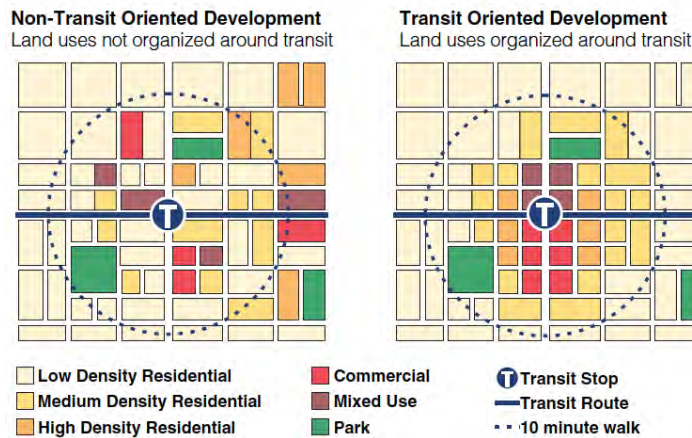 Non-Transit Oriented Development
Land uses not organized around transit
Transit Oriented Development
Land uses organized around transit
T
T
Low Density Residential
Medium Density Residential
High Density Residential
Commercial
Mixed Use
Park
T Transit Stop
Transit Route
10 minute walk